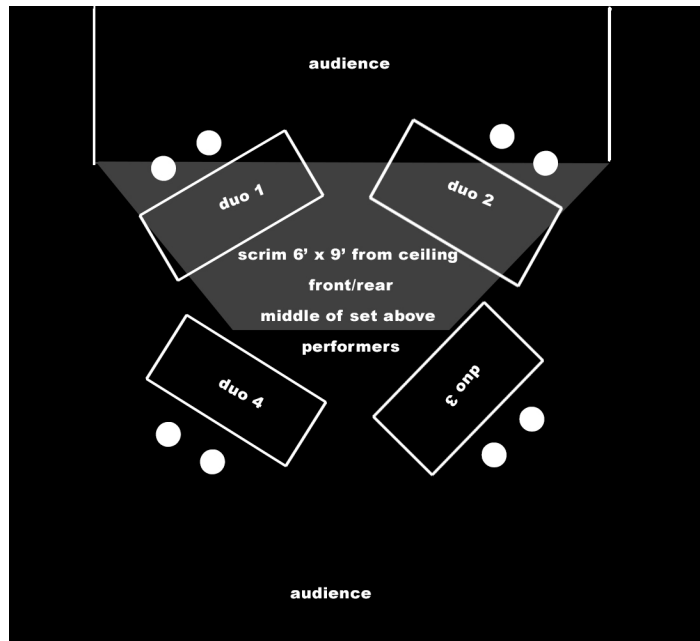 audience
duo 1
duo 2
scrim 6' x 9' from ceiling
front/rear
middle of set above
performers
duo 4
duo 3
audience